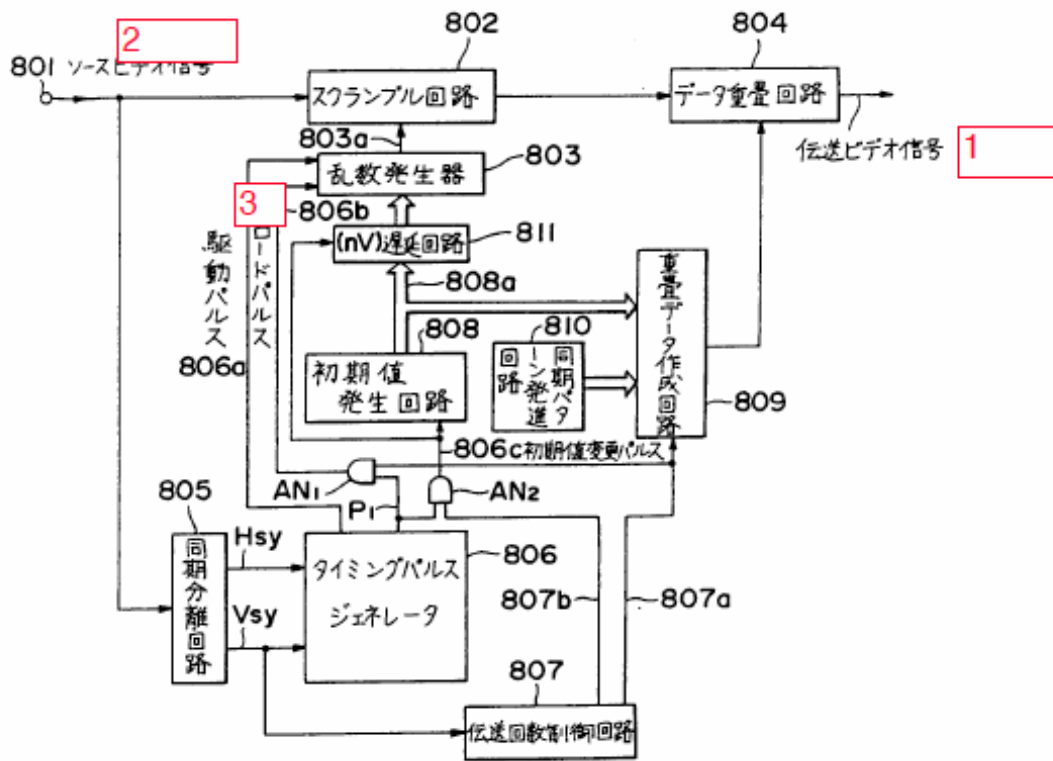 2
801 ソースビデオ信号
802
スクランブル回路
804
データ重畳回路
伝送ビデオ信号
1
803a
803
乱数発生器
3
806b
ロードパルス
駆動パルス
806a
(nV)遅延回路
811
808a
808
初期値
発生回路
810
同期パタ
ーン発進
回路
重畳データ作成回路
809
806c初期値変更パルス
AN1
AN2
P1
805
同期分離回路
Hsy
Vsy
タイミングパルス
ジェネレータ
806
807b
807a
807
伝送回数制御回路